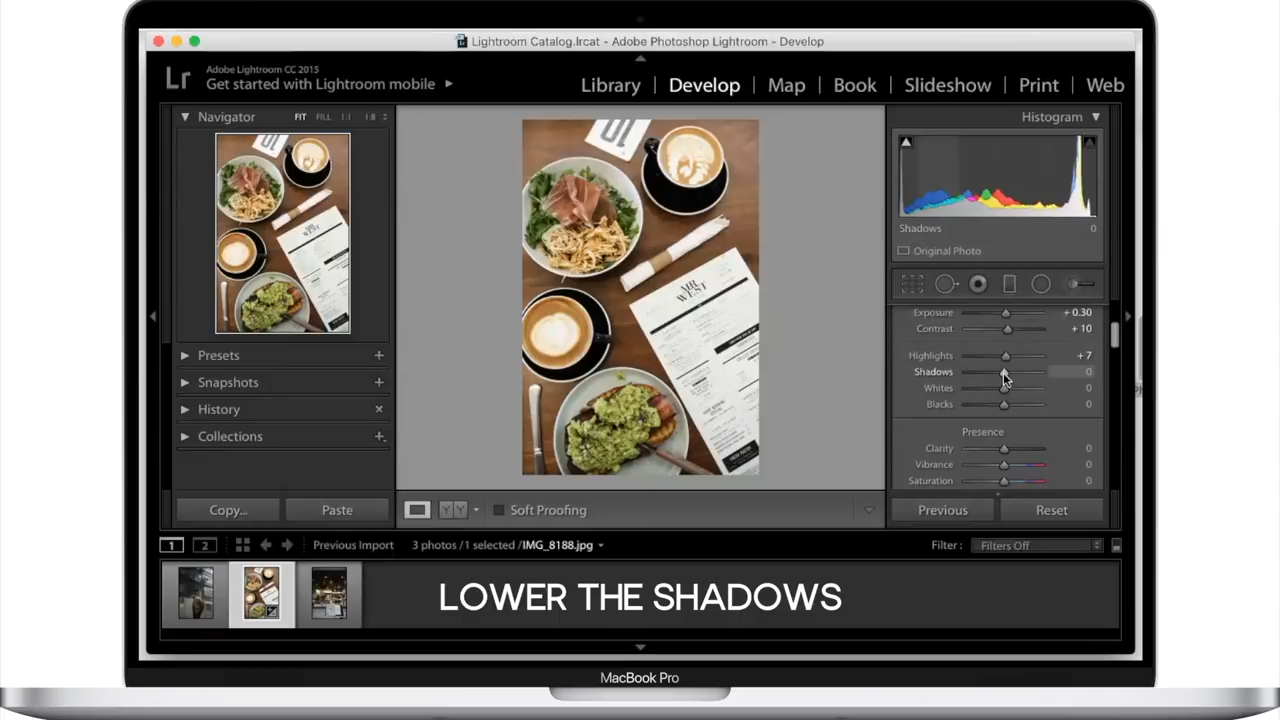 Lightroom Catalog.lrcat - Adobe Photoshop Lightroom - Develop
Lr
Adobe Lightroom CC 2015
Get started with Lightroom mobile
Library | Develop | Map | Book | Slideshow | Print | Web
Navigator
FIT FILL 1:1 1:8
Presets
Snapshots
History
Collections
Copy...
Paste
10
MR WEST
Soft Proofing
Histogram
Shadows 0
Original Photo
Exposure + 0.30
Contrast + 10
Highlights + 7
Shadows 0
Whites 0
Blacks 0
Presence
Clarity 0
Vibrance 0
Saturation 0
Previous
Reset
1 2 Previous Import 3 photos /1 selected /IMG_8188.jpg
Filter : Filters Off
LOWER THE SHADOWS
MacBook Pro